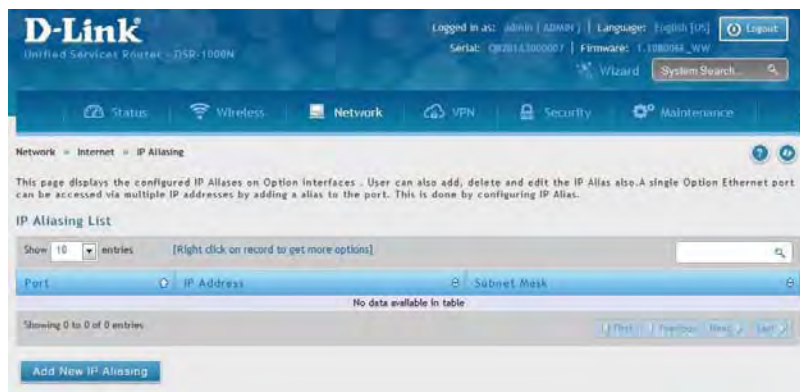 D-Link
Unified Services Router - DSR-1000N
Logged in as: admin ( ADMIN ) | Language: English [US]
Logout
Serial: | Firmware: _WW
Wizard
System Search...
Status
Wireless
Network
VPN
Security
Maintenance
Network » Internet » IP Aliasing
This page displays the configured IP Aliases on Option interfaces . User can also add, delete and edit the IP Alias also.A single Option Ethernet port
can be accessed via multiple IP addresses by adding a alias to the port. This is done by configuring IP Alias.
IP Aliasing List
Show 10 entries [Right click on record to get more options]
Port
IP Address
Subnet Mask
No data available in table
Showing 0 to 0 of 0 entries
First Previous Next Last
Add New IP Aliasing